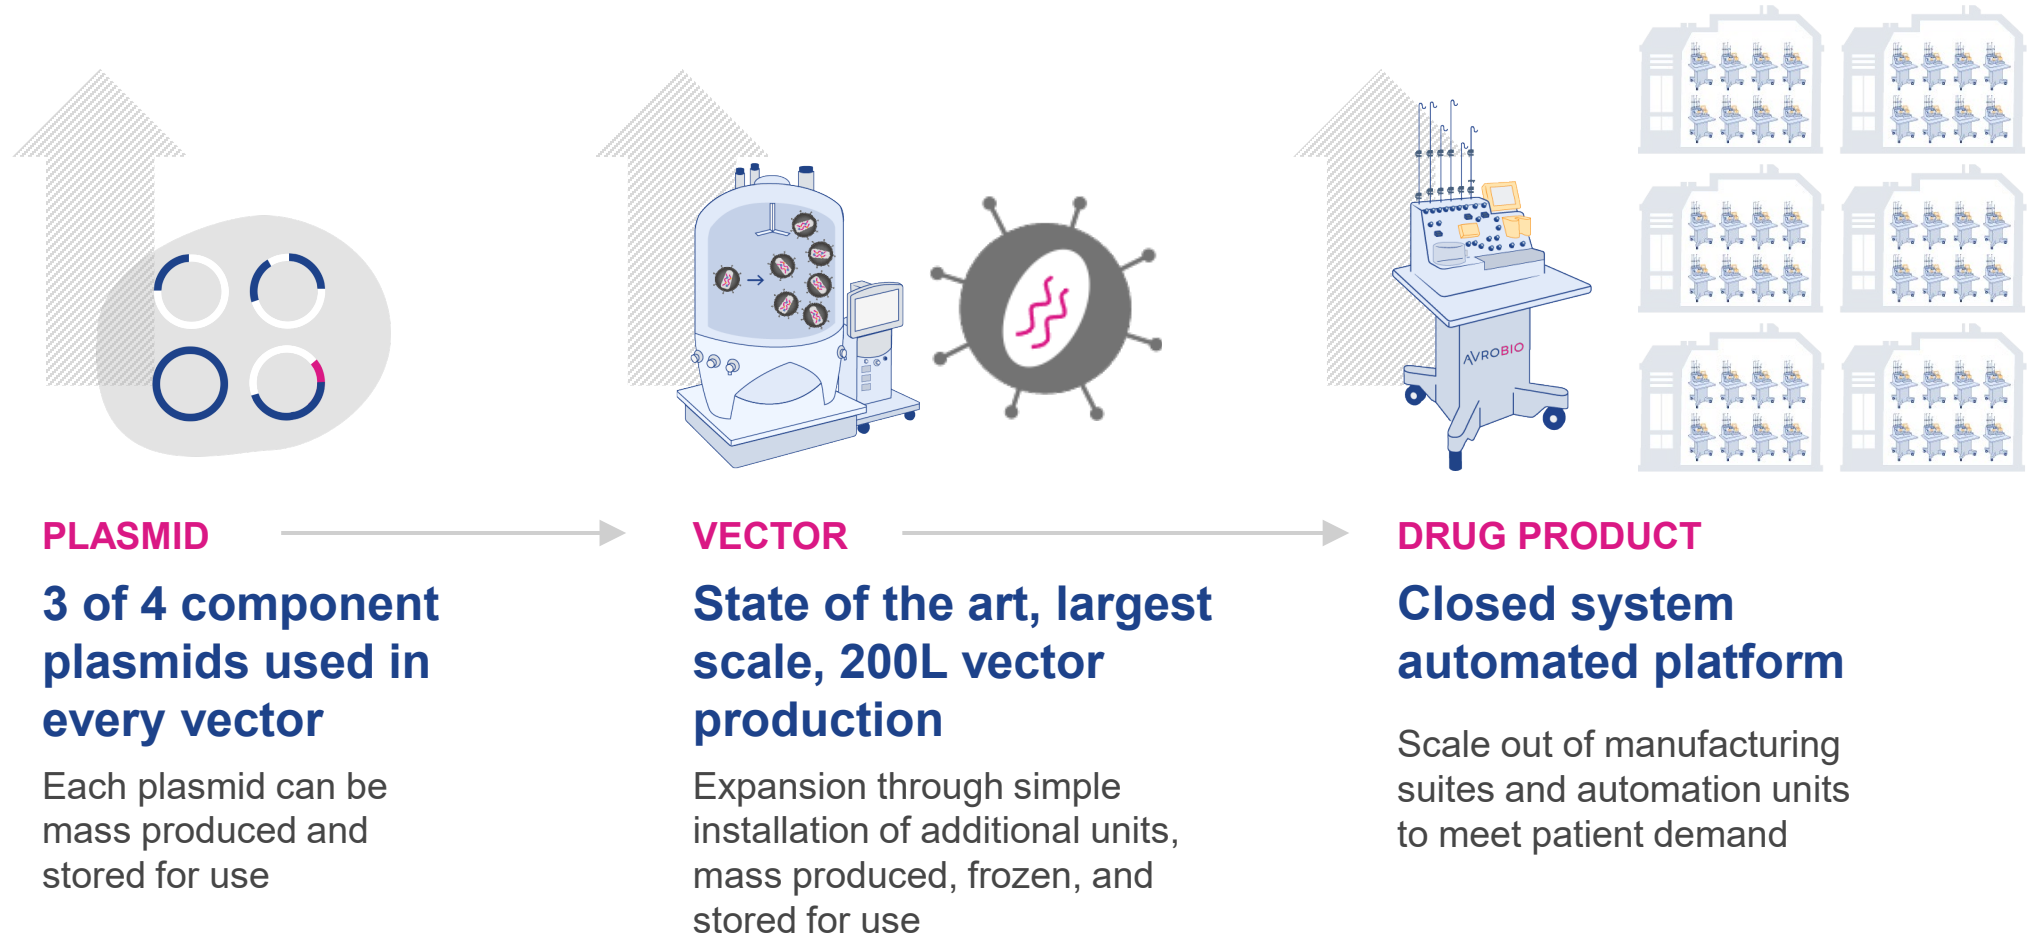 AVROBIO
PLASMID
3 of 4 component
plasmids used in
every vector
Each plasmid can be
mass produced and
stored for use
VECTOR
State of the art, largest
scale, 200L vector
production
Expansion through simple
installation of additional units,
mass produced, frozen, and
stored for use
DRUG PRODUCT
Closed system
automated platform
Scale out of manufacturing
suites and automation units
to meet patient demand